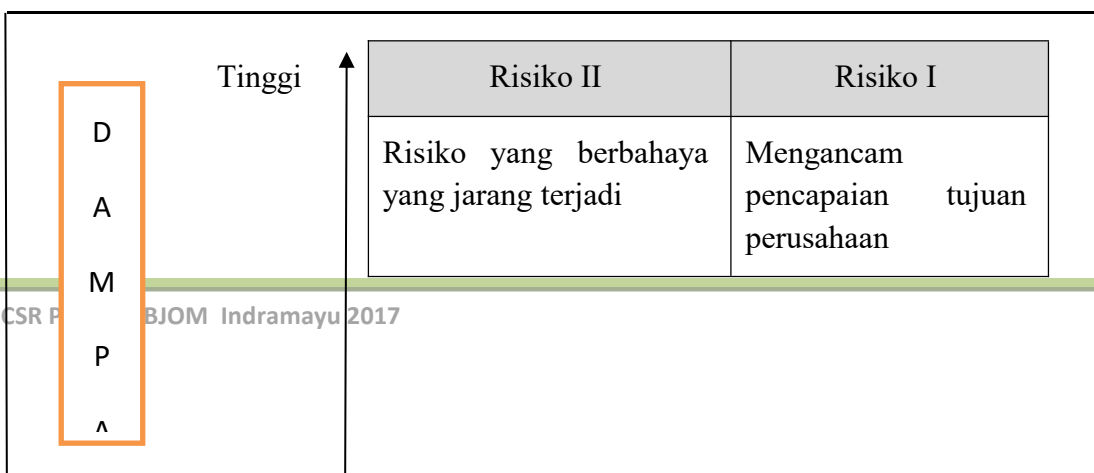 Tinggi
Risiko II
Risiko I
Risiko yang berbahaya
yang jarang terjadi
Mengancam
pencapaian tujuan
perusahaan
D
A
M
P
CSR P BJOM Indramayu 2017